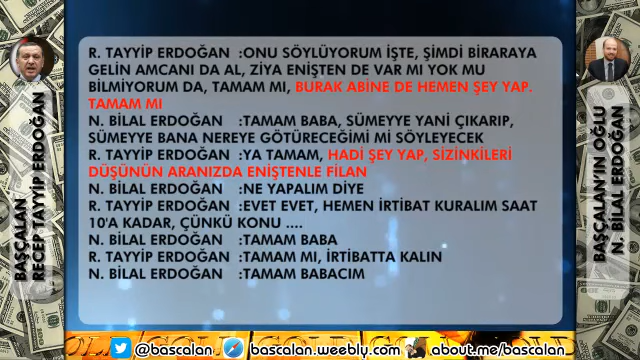 R. TAYYİP ERDOĞAN :ONU SÖYLÜYORUM İŞTE, ŞİMDİ BİRARAYA
GELİN AMCANI DA AL, ZİYA ENİŞTEN DE VAR MI YOK MU
BİLMİYORUM DA, TAMAM MI, BURAK ABİNE DE HEMEN ŞEY YAP.
TAMAM MI
N. BİLAL ERDOĞAN :TAMAM BABA, SÜMEYYE YANİ ÇIKARIP,
SÜMEYYE BANA NEREYE GÖTÜRECEĞİMİ Mİ SÖYLEYECEK
R. TAYYİP ERDOĞAN :YA TAMAM, HADİ ŞEY YAP, SİZİNKİLERİ
DÜŞÜNÜN ARANIZDA ENİŞTENLE FİLAN
N. BİLAL ERDOĞAN :NE YAPALIM DİYE
R. TAYYİP ERDOĞAN :EVET EVET, HEMEN İRTİBAT KURALIM SAAT
10'A KADAR, ÇÜNKÜ KONU ....
N. BİLAL ERDOĞAN :TAMAM BABA
R. TAYYİP ERDOĞAN :TAMAM MI, İRTİBATTA KALIN
N. BİLAL ERDOĞAN :TAMAM BABACIM
BAŞÇALAN
RECEP TAYYİP ERDOĞAN
BAŞÇALAN'IN OĞLU
N. BİLAL ERDOĞAN
@bascalan bascalan.weebly.com about.me/bascalan